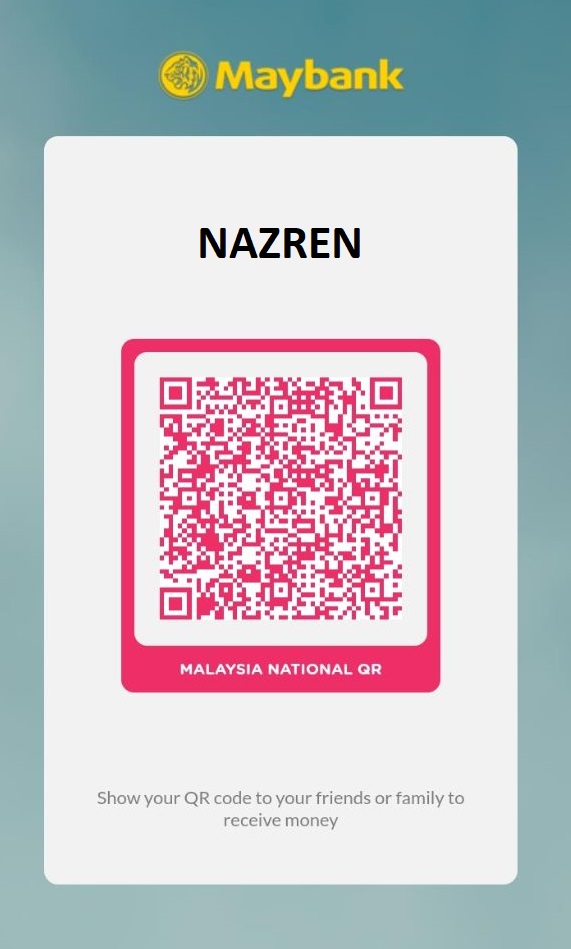 Maybank
NAZREN
MALAYSIA NATIONAL QR
Show your QR code to your friends or family to
receive money